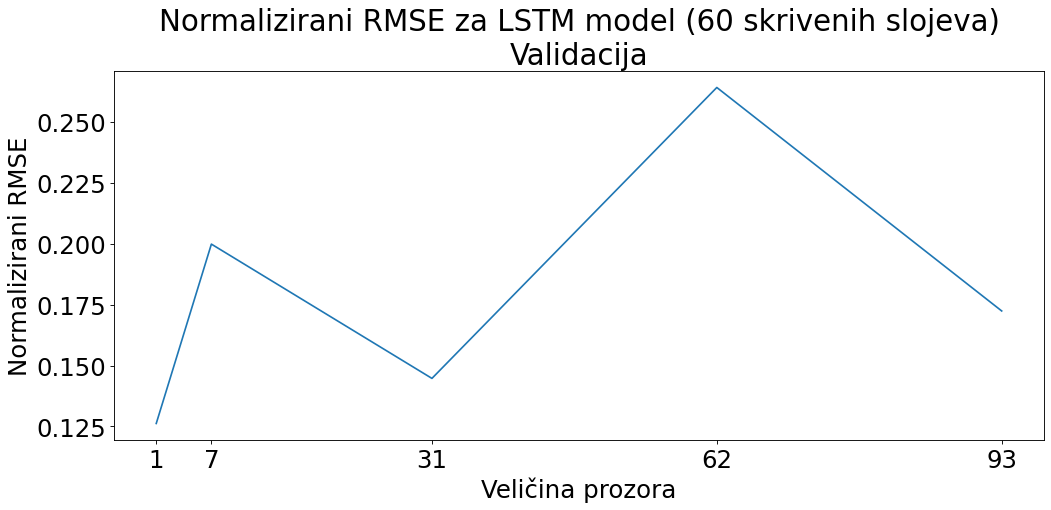 Normalizirani RMSE za LSTM model (60 skrivenih slojeva)
Validacija
Normalizirani RMSE
0.250
0.225
0.200
0.175
0.150
0.125
1 7 31 62 93
Veličina prozora